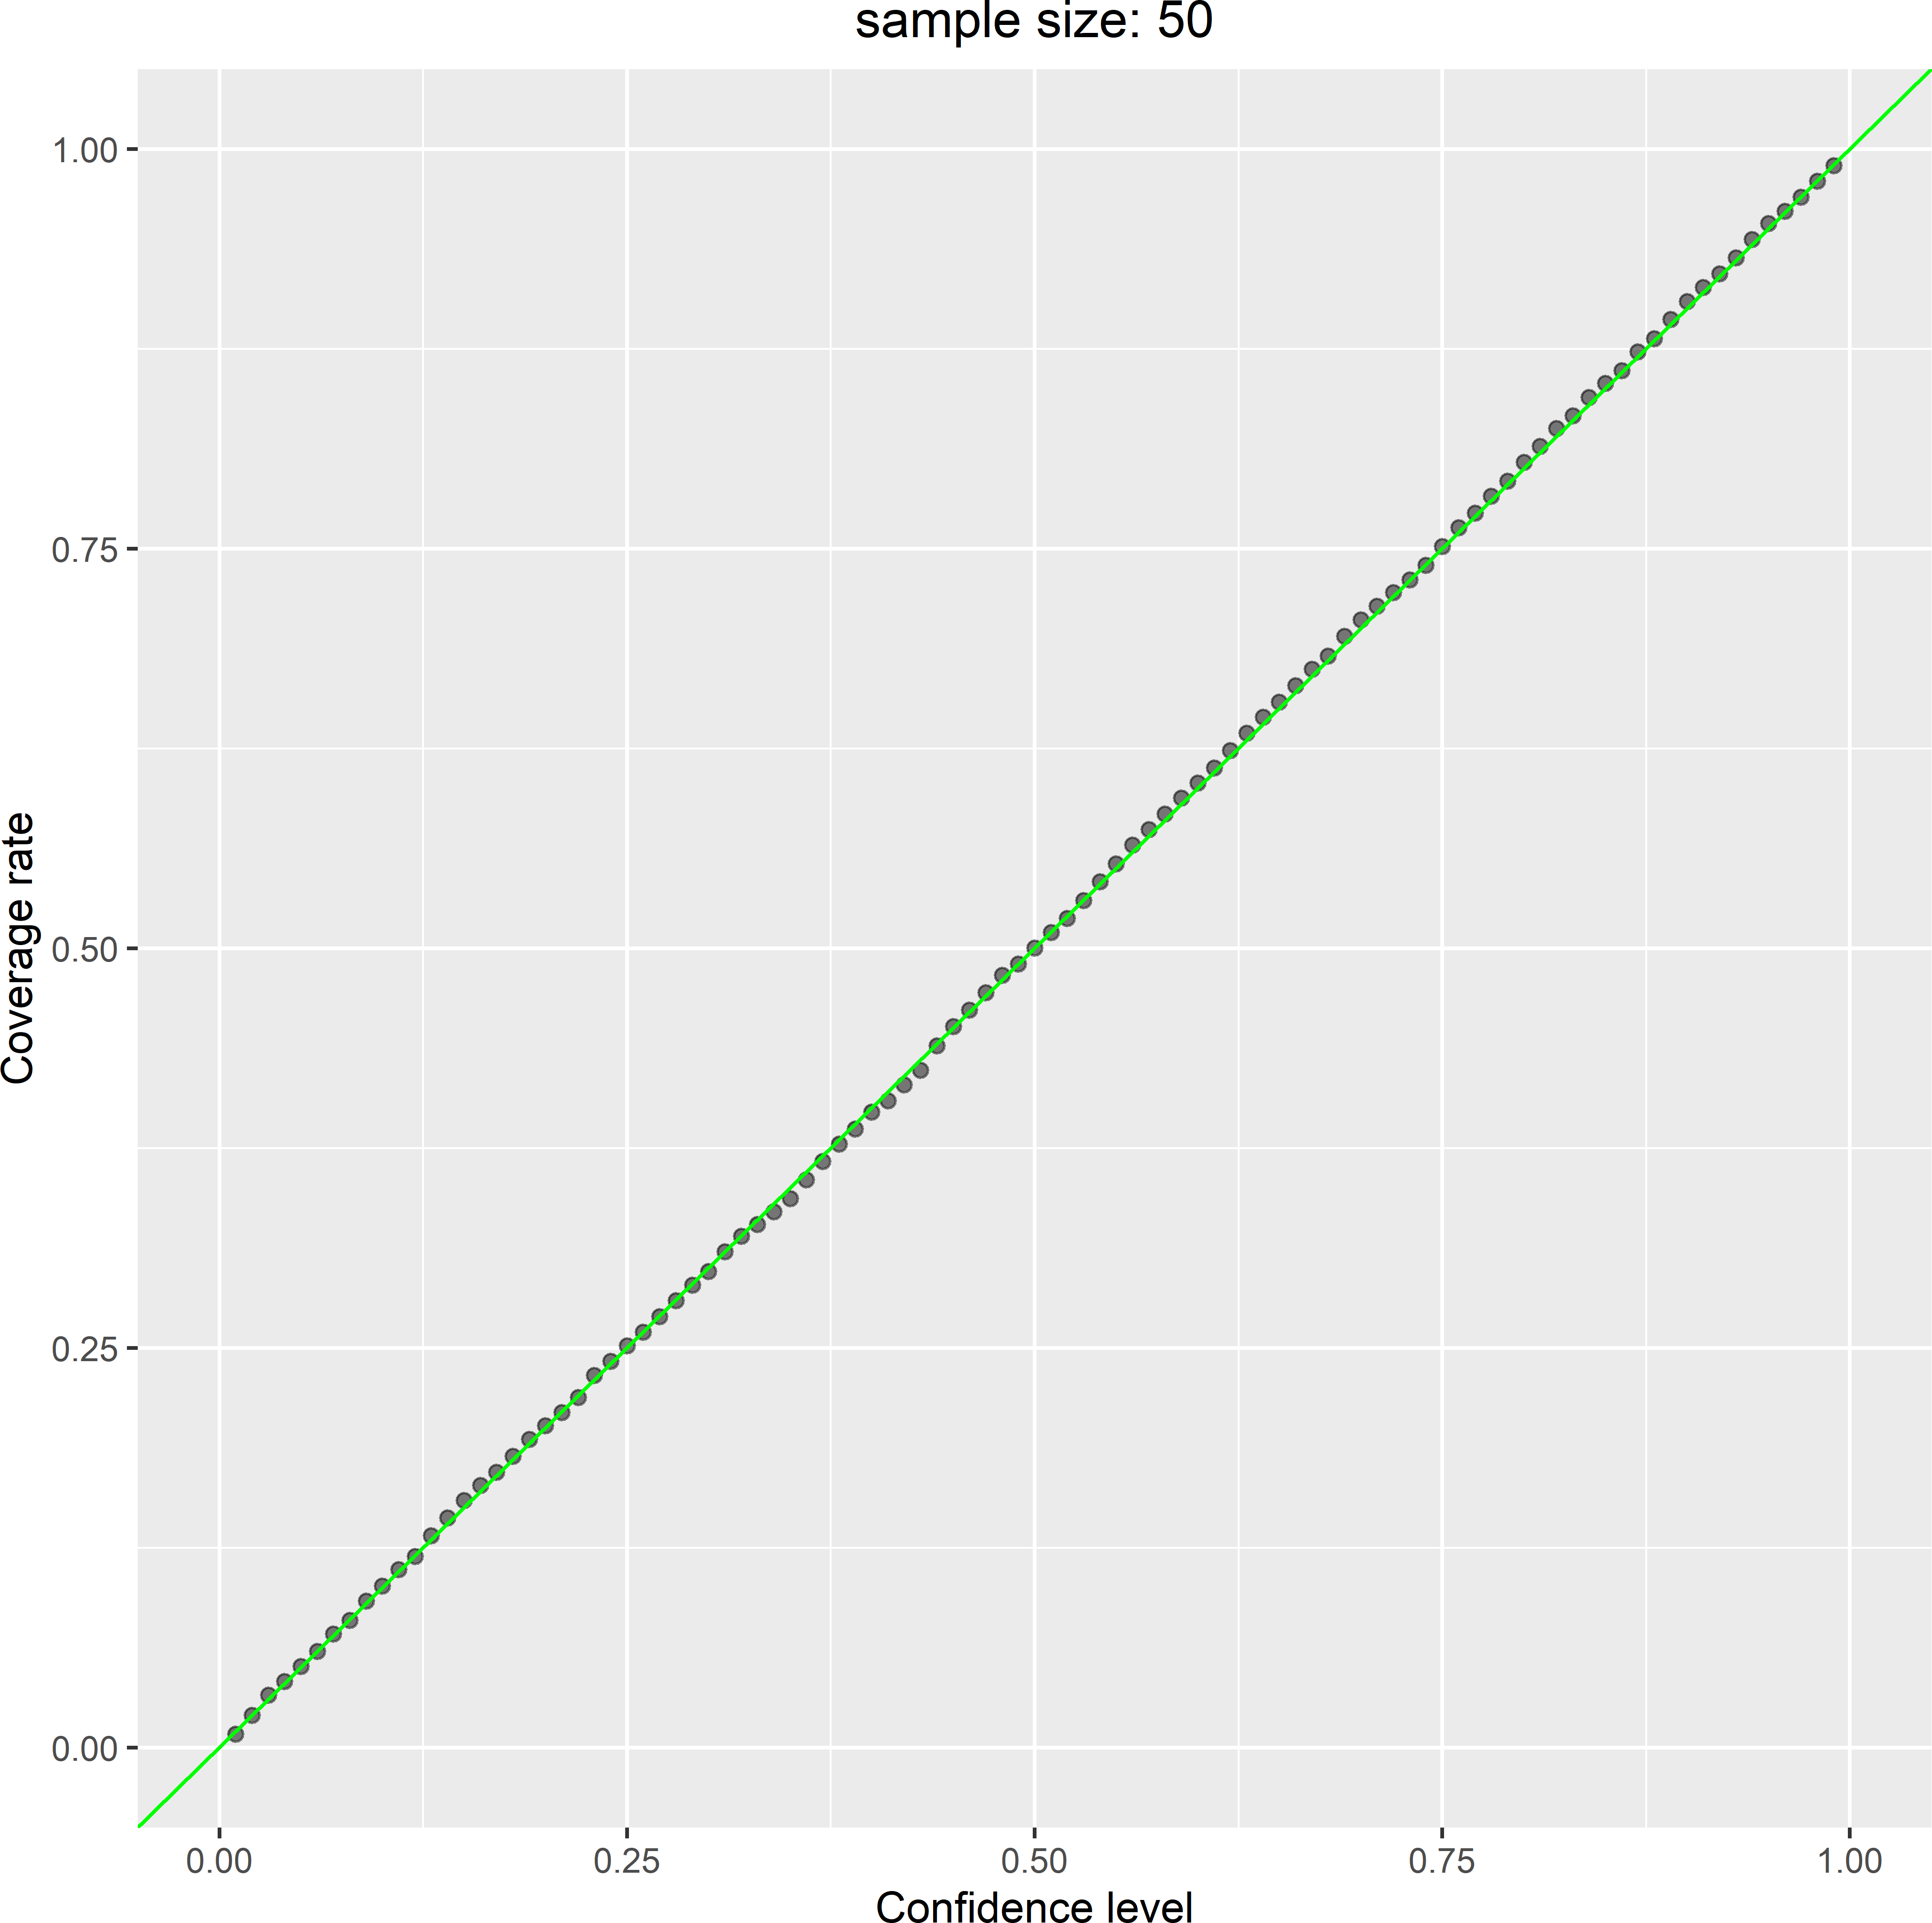 sample size: 50
1.00
0.75
0.50
0.25
0.00
Coverage rate
0.00 0.25 0.50 0.75 1.00
Confidence level